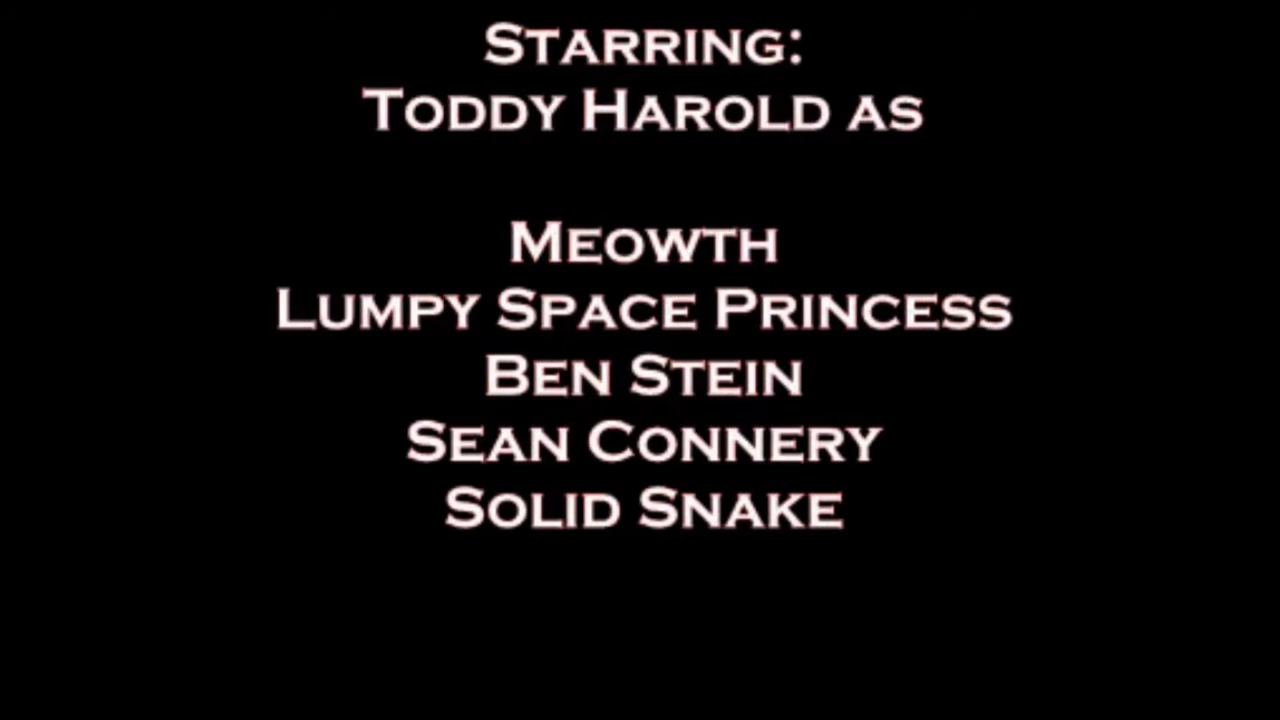 Starring:
Toddy Harold as
Meowth
Lumpy Space Princess
Ben Stein
Sean Connery
Solid Snake